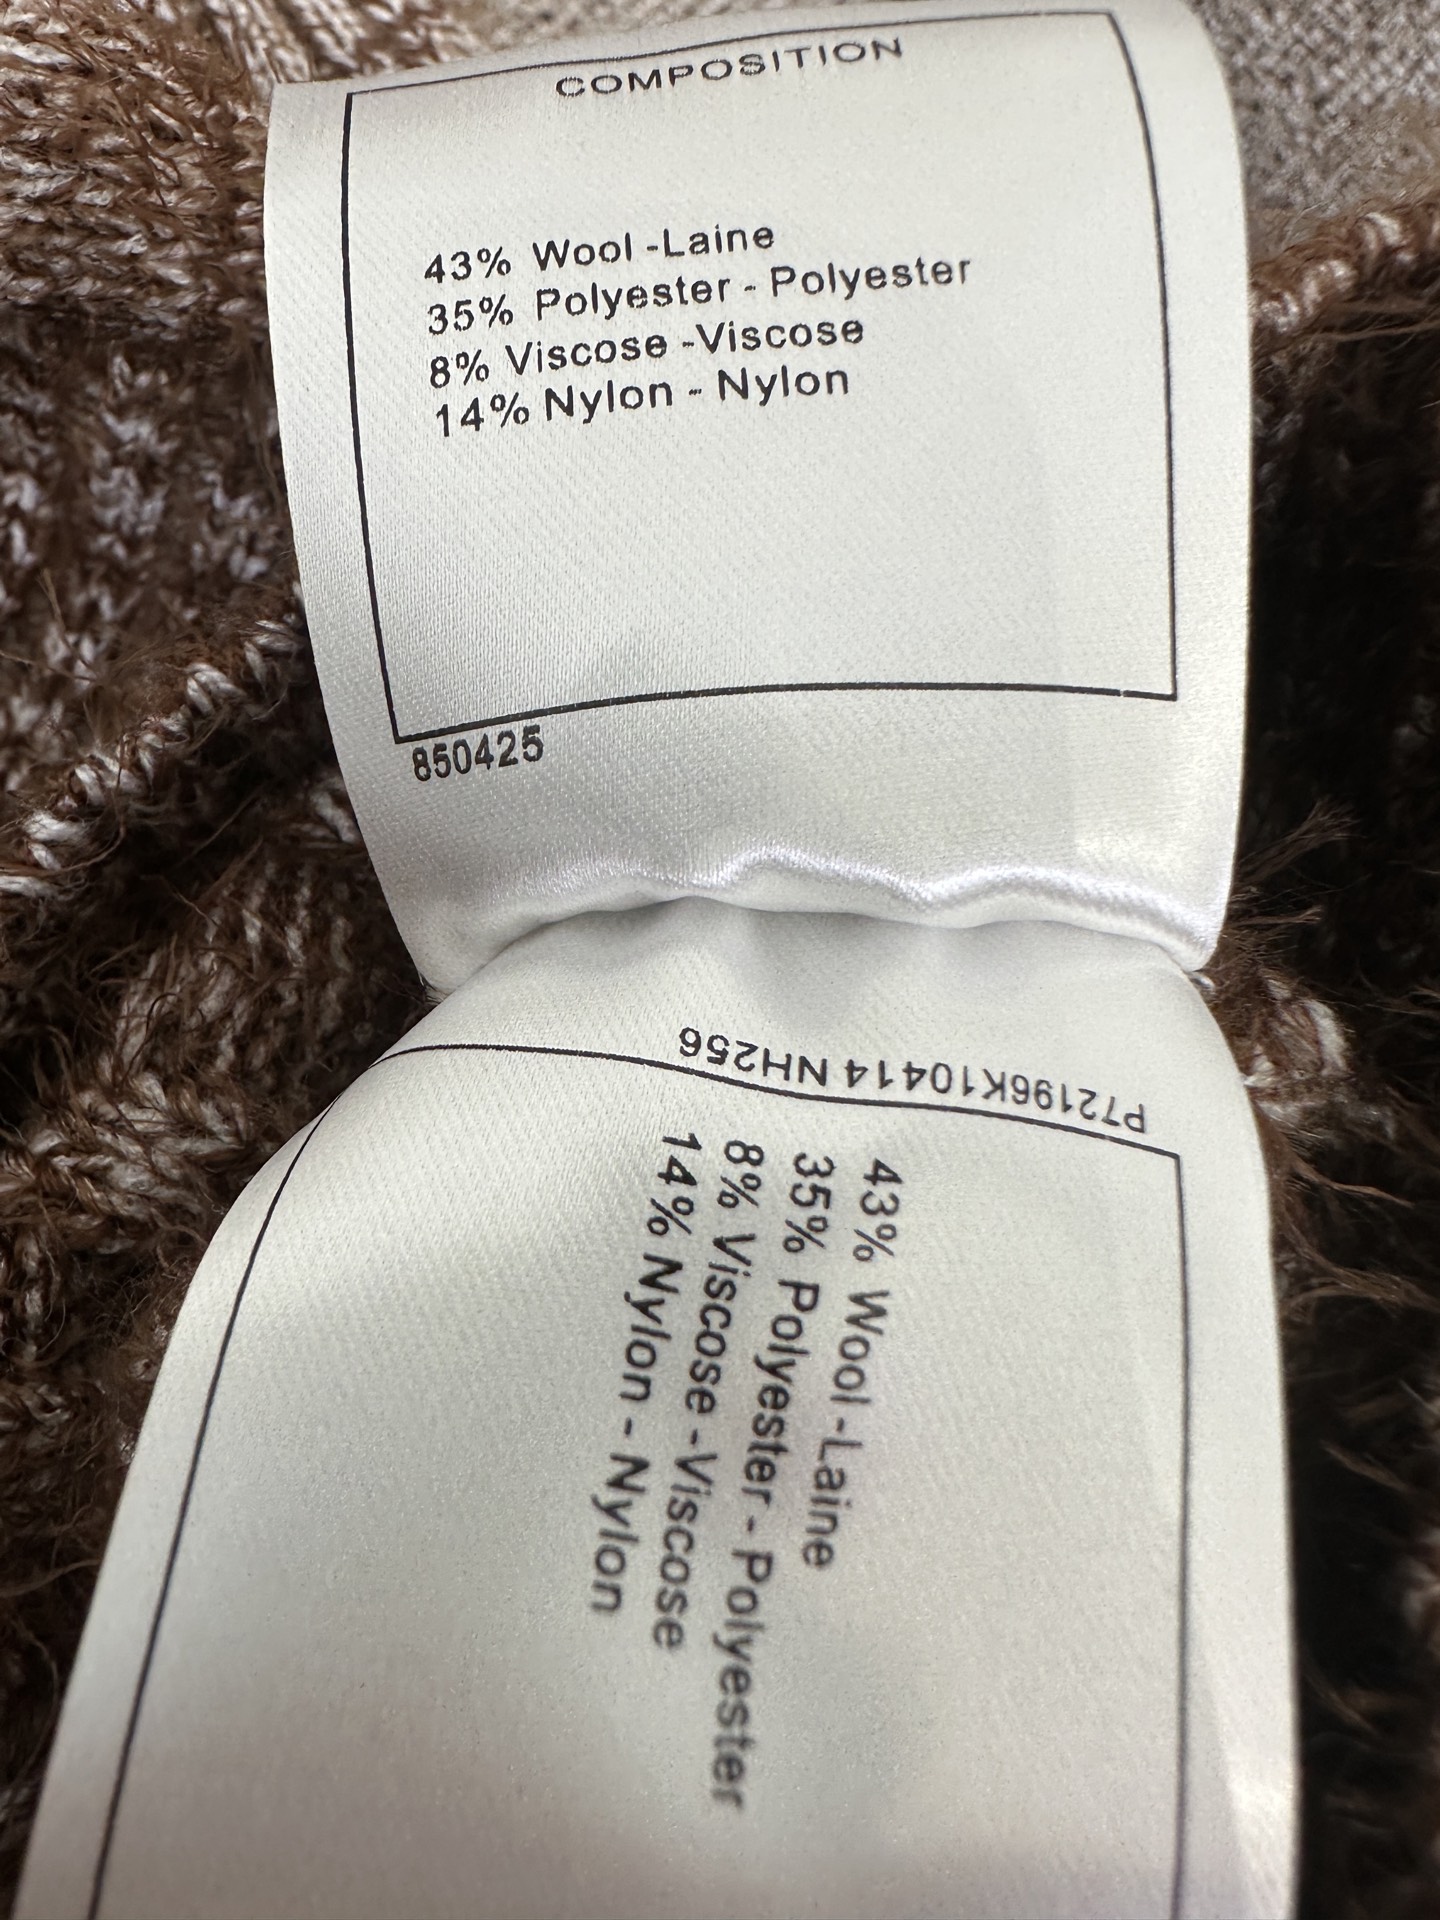 COMPOSITION
43% Wool -Laine
35% Polyester - Polyester
8% Viscose -Viscose
14% Nylon - Nylon
850425
P72196K10414 NH256
43% Wool -Laine
35% Polyester - Polyester
8% Viscose -Viscose
14% Nylon - Nylon